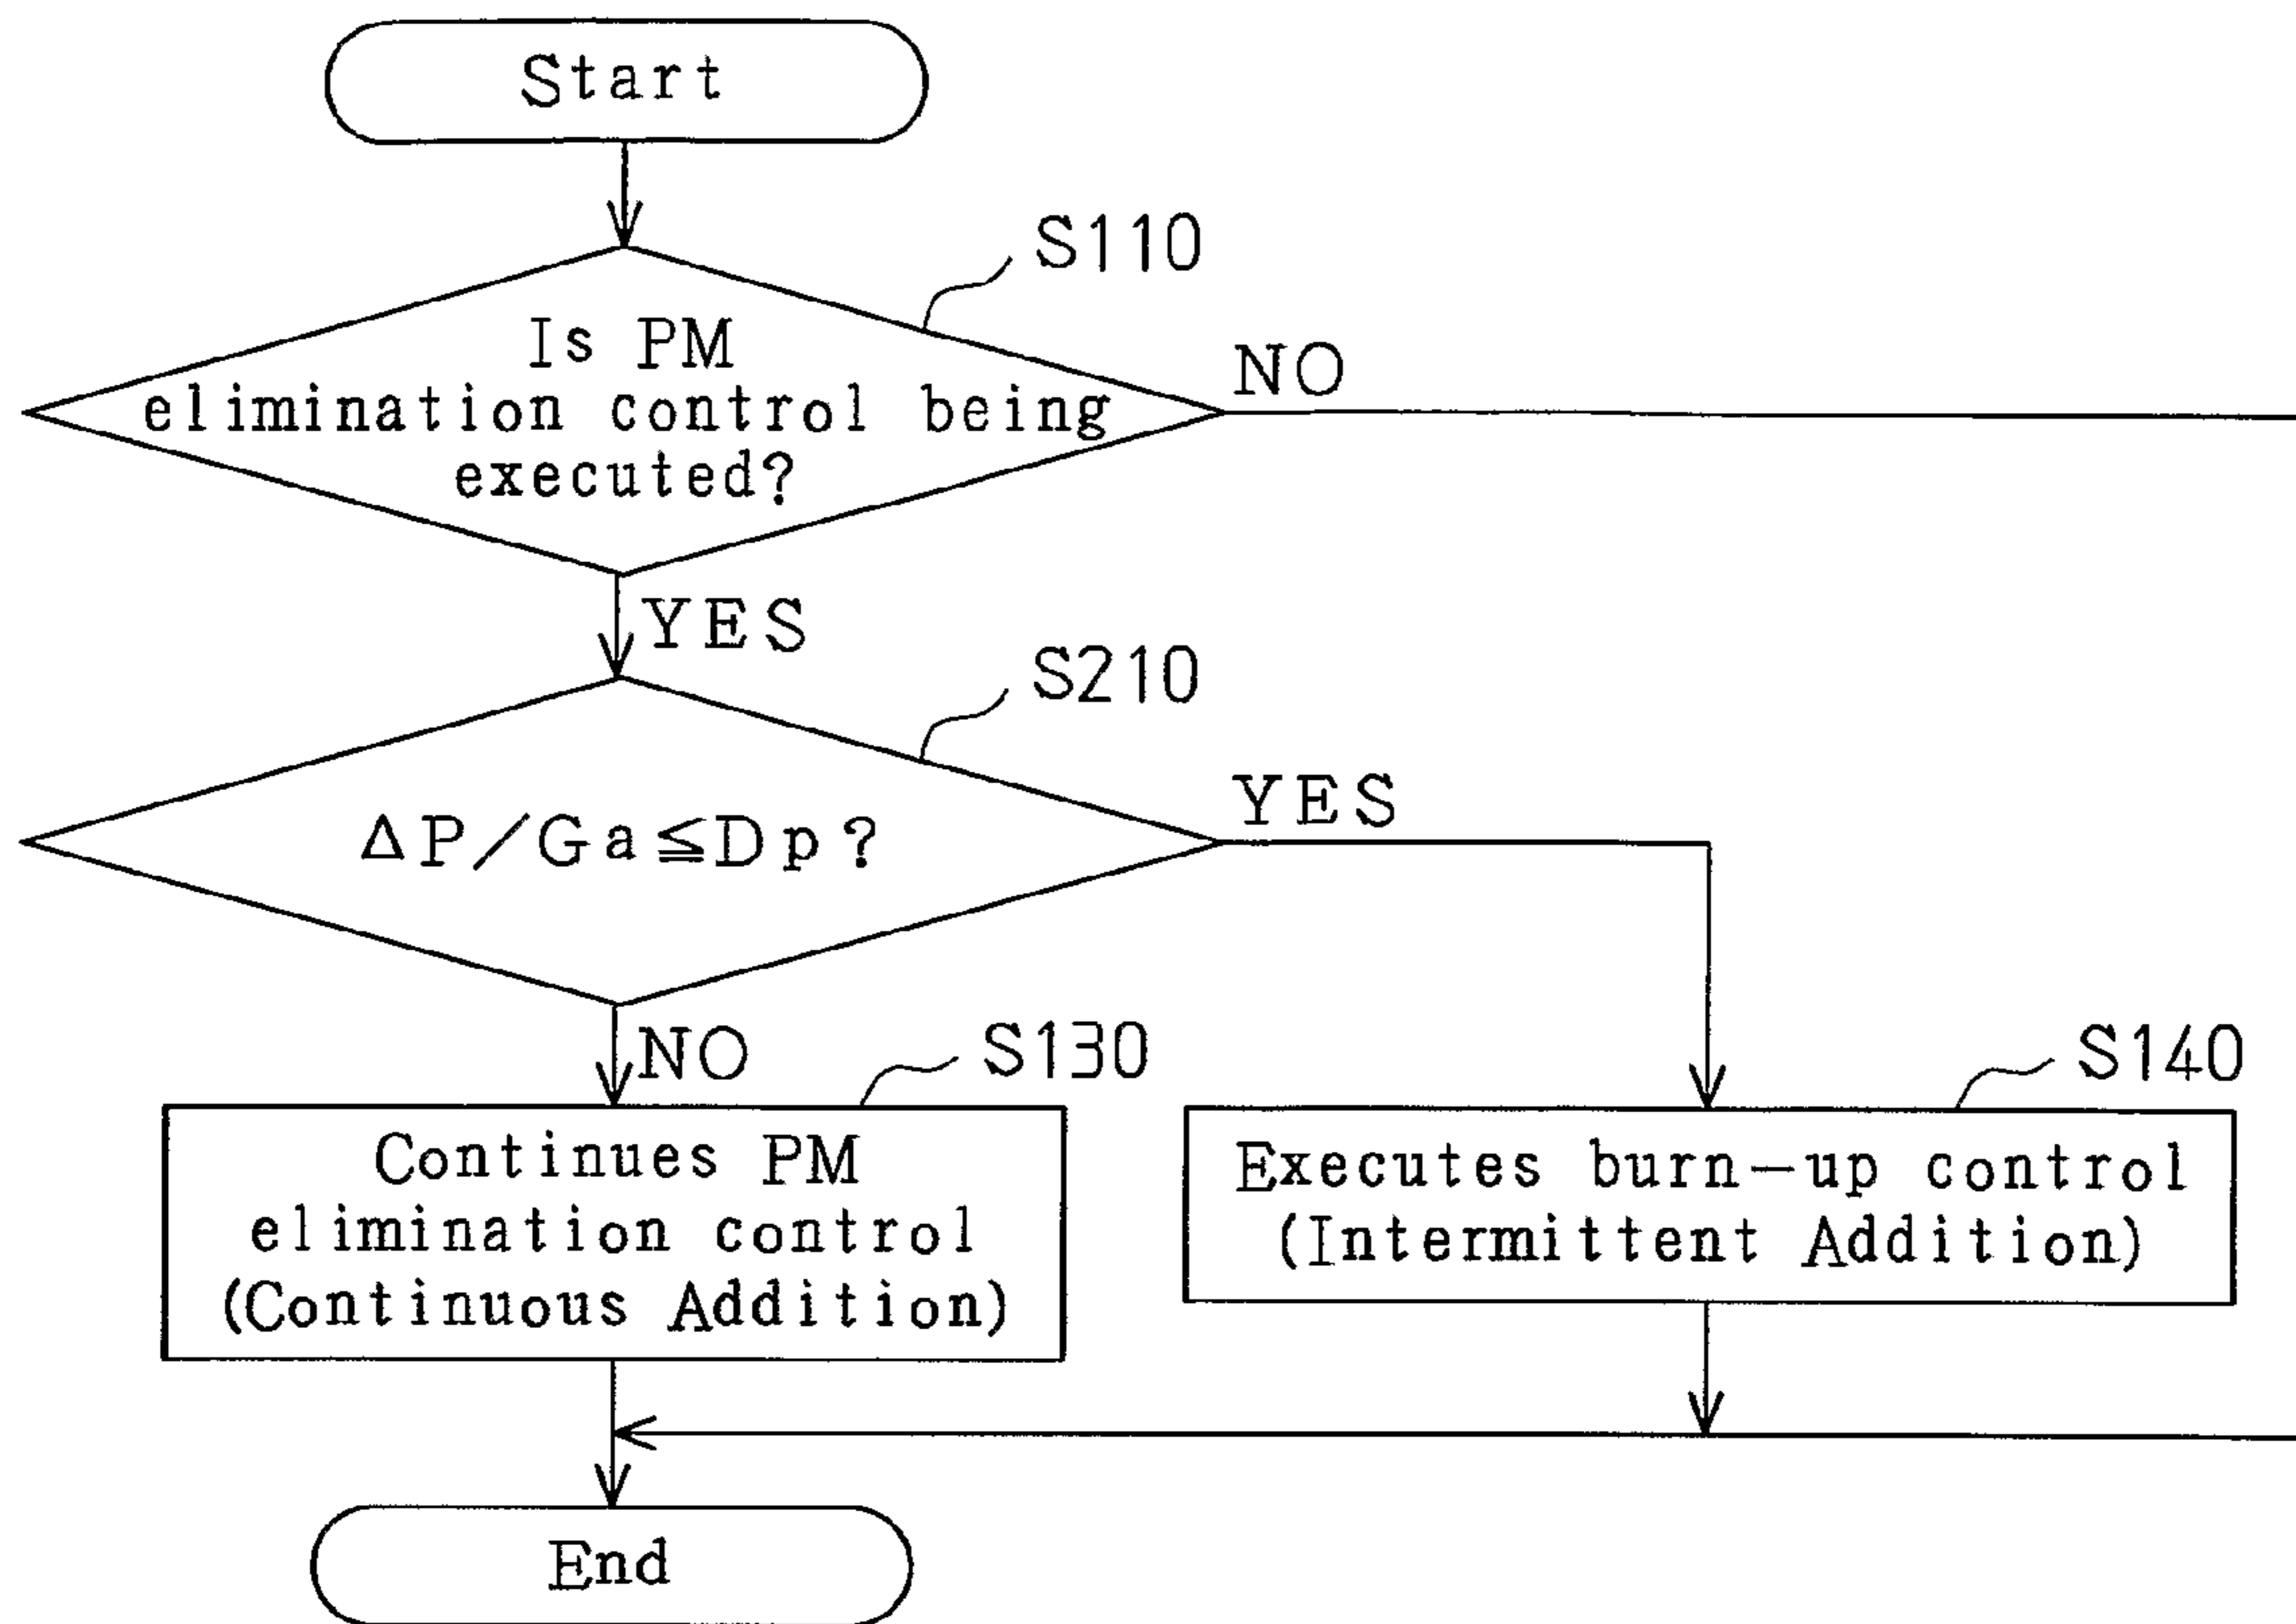 Start
S110
Is PM
elimination control being
executed?
NO
YES
S210
ΔP/Ga≦Dp?
YES
NO
S130
Continues PM
elimination control
(Continuous Addition)
S140
Executes burn-up control
(Intermittent Addition)
End